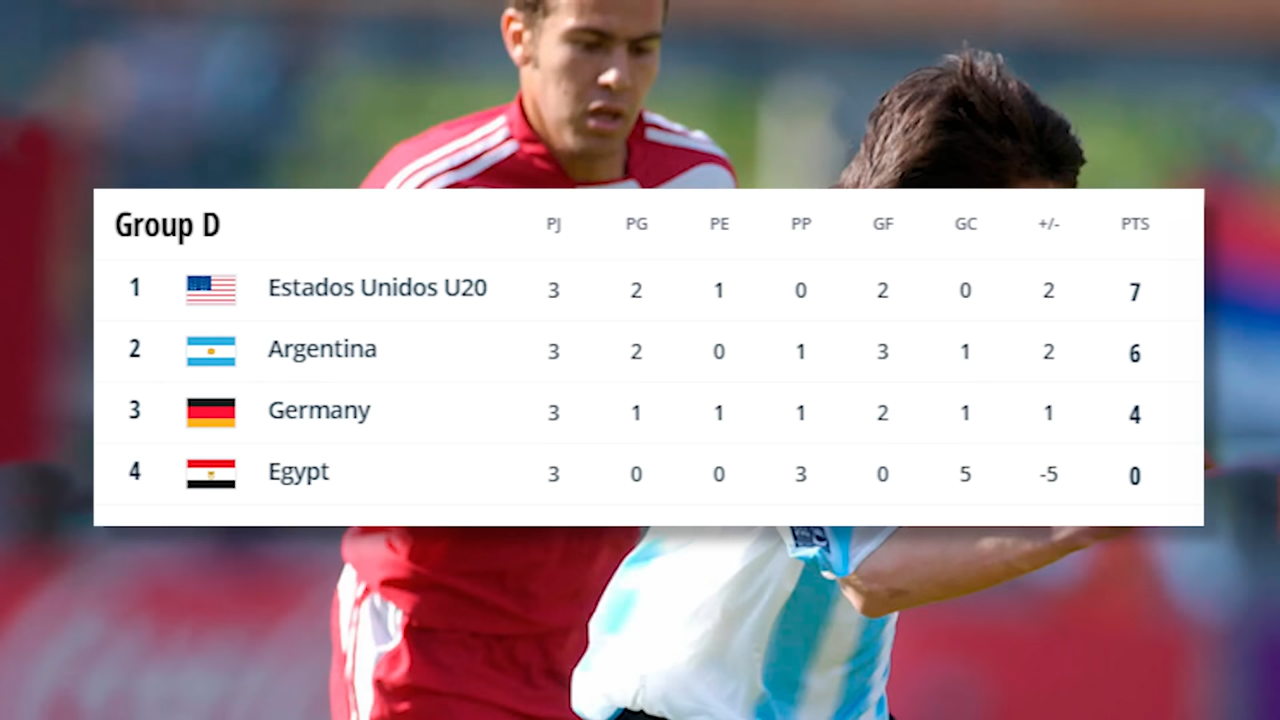 Group D PJ PG PE PP GF GC +/- PTS
1 Estados Unidos U20 3 2 1 0 2 0 2 7
2 Argentina 3 2 0 1 3 1 2 6
3 Germany 3 1 1 1 2 1 1 4
4 Egypt 3 0 0 3 0 5 -5 0